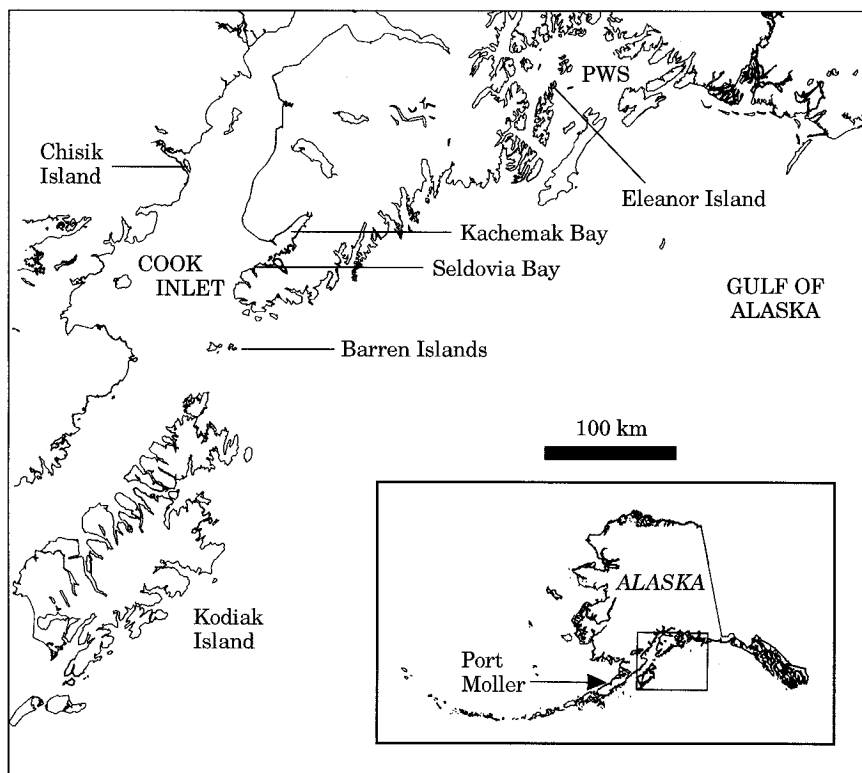 PWS
Chisik
Island
Eleanor Island
Kachemak Bay
COOK
INLET
Seldovia Bay
GULF OF
ALASKA
Barren Islands
100 km
ALASKA
Kodiak
Island
Port
Moller